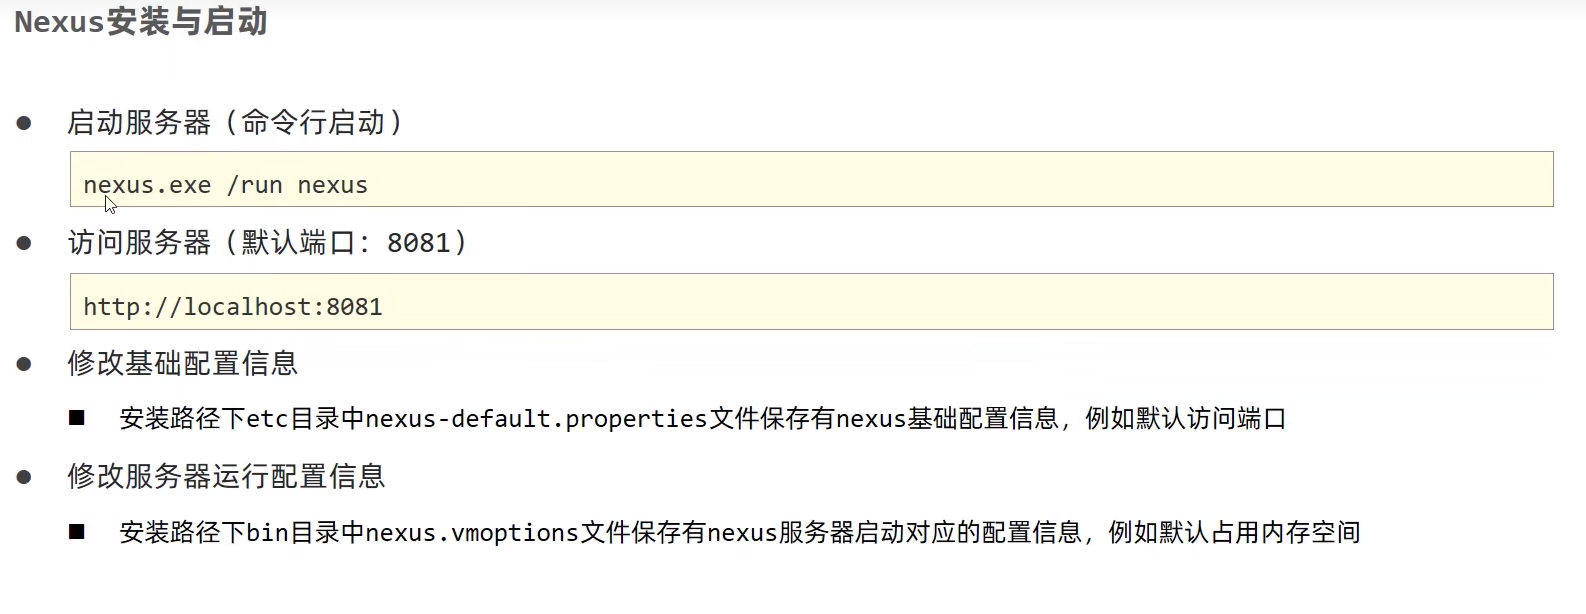 Nexus安装与启动
启动服务器（命令行启动）
nexus.exe /run nexus
访问服务器（默认端口：8081）
http://localhost:8081
修改基础配置信息
安装路径下etc目录中nexus-default.properties文件保存有nexus基础配置信息，例如默认访问端口
修改服务器运行配置信息
安装路径下bin目录中nexus.vmoptions文件保存有nexus服务器启动对应的配置信息，例如默认占用内存空间